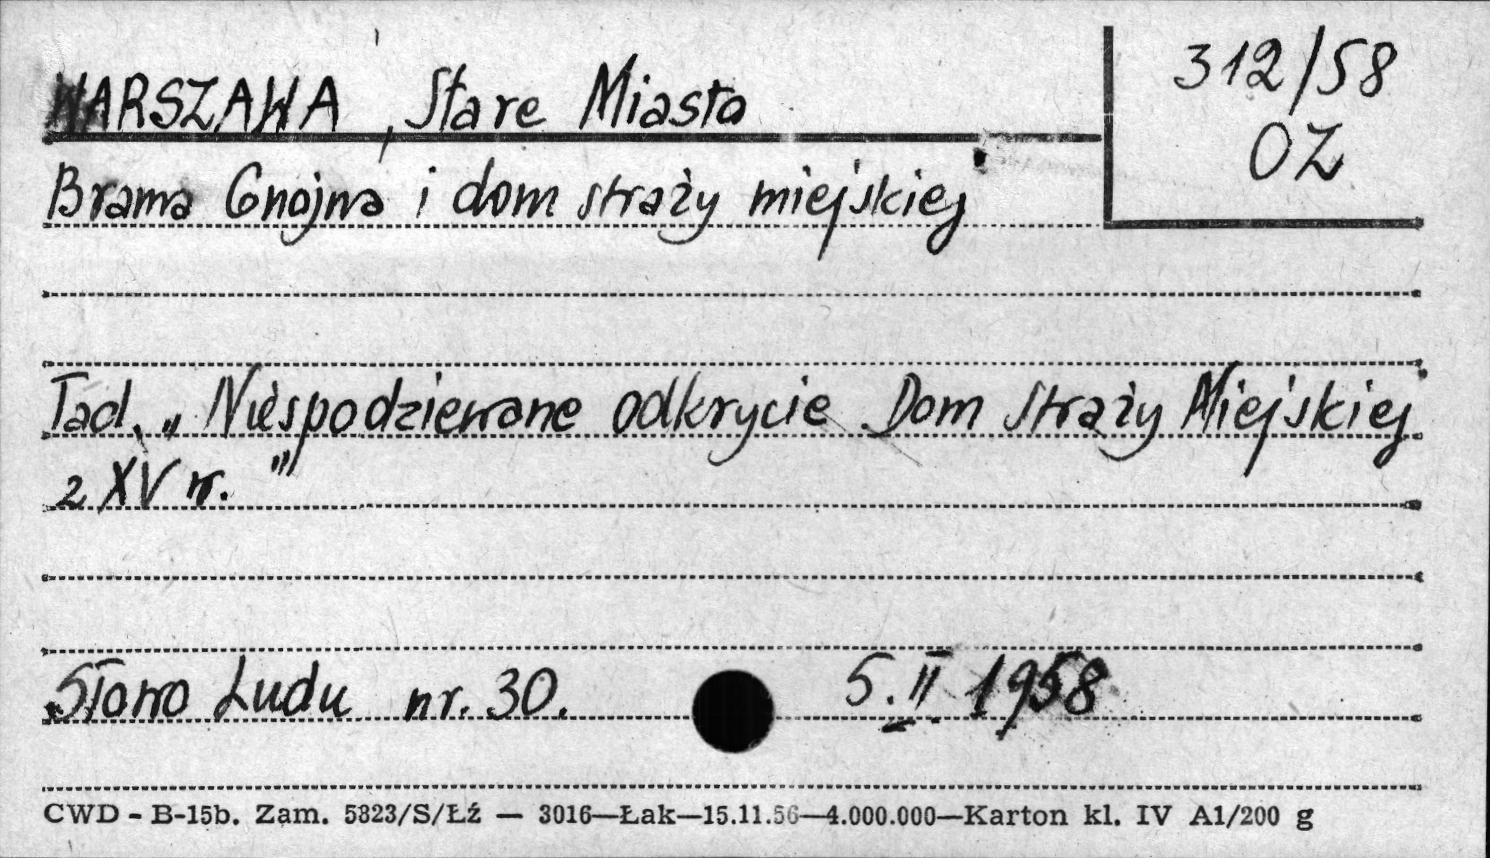 WARSZAWA, Stare Miasto
312/58
OZ
Brama Gnojna i dom straży miejskiej
Tad. „Niespodziewane odkrycie. Dom Straży Miejskiej
z XV w."
Słowo Ludu nr. 30. 5.II 1958
CWD - B-15b. Zam. 5823/S/Łź — 3016—Łak—15.11.56—4.000.000—Karton kl. IV A1/200 g